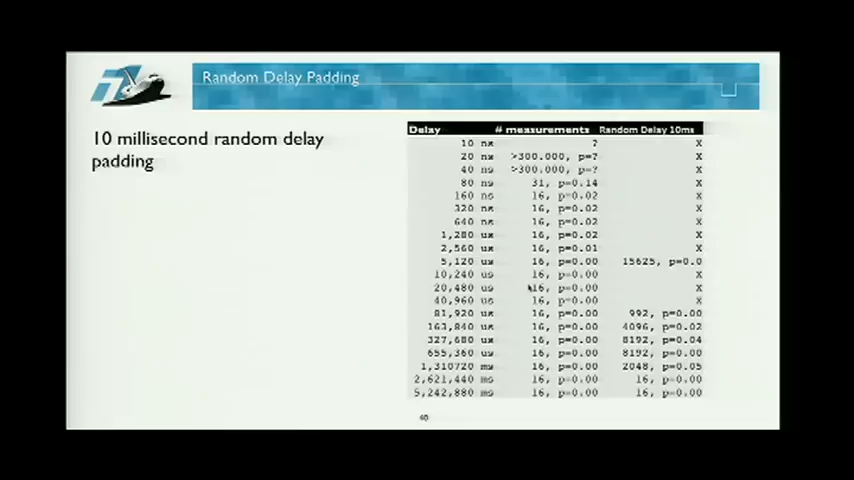 Random Delay Padding
10 millisecond random delay
padding
Delay # measurements Random Delay 10ms
10 ns ? X
20 ns >300.000, p=? X
40 ns >300.000, p=? X
80 ns 31, p=0.14 X
160 ns 16, p=0.02 X
320 ns 16, p=0.02 X
640 ns 16, p=0.02 X
1,280 us 16, p=0.02 X
2,560 us 16, p=0.01 X
5,120 us 16, p=0.00 15625, p=0.0
10,240 us 16, p=0.00 X
20,480 us 16, p=0.00 X
40,960 us 16, p=0.00 X
81,920 us 16, p=0.00 992, p=0.00
163,840 us 16, p=0.00 4096, p=0.02
327,680 us 16, p=0.00 8192, p=0.04
655,360 us 16, p=0.00 8192, p=0.00
1,310720 ms 16, p=0.00 2048, p=0.05
2,621,440 ms 16, p=0.00 16, p=0.00
5,242,880 ms 16, p=0.00 16, p=0.00